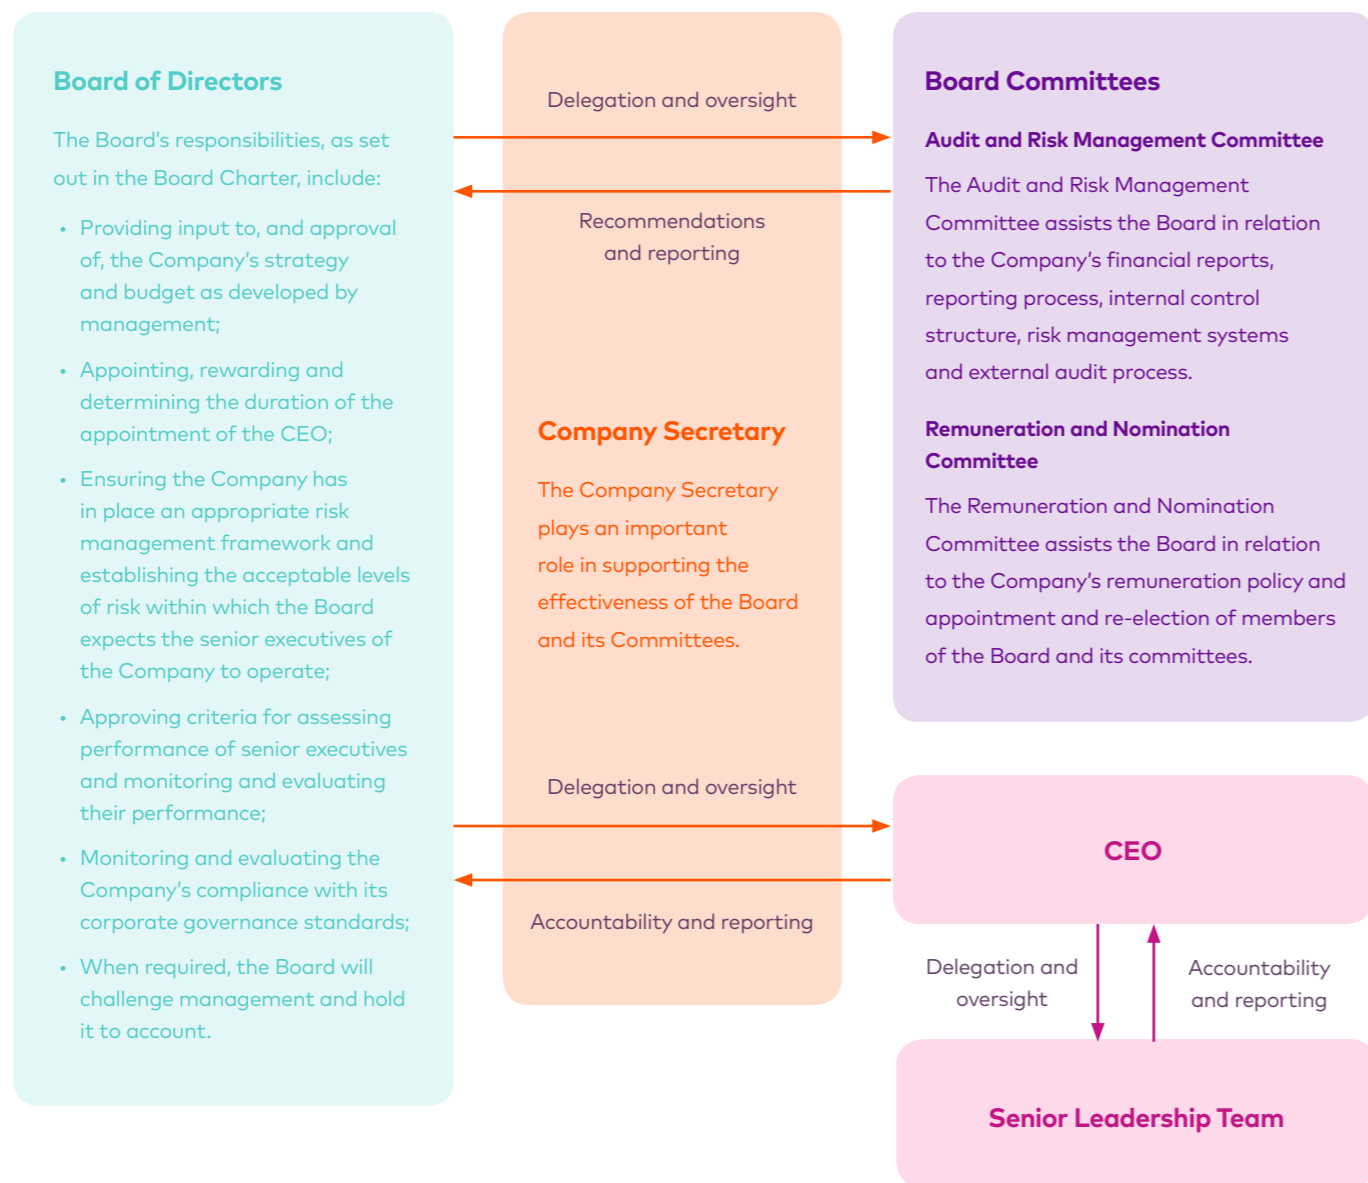 Board of Directors
The Board’s responsibilities, as set
out in the Board Charter, include:
• Providing input to, and approval
of, the Company’s strategy
and budget as developed by
management;
• Appointing, rewarding and
determining the duration of the
appointment of the CEO;
• Ensuring the Company has
in place an appropriate risk
management framework and
establishing the acceptable levels
of risk within which the Board
expects the senior executives of
the Company to operate;
• Approving criteria for assessing
performance of senior executives
and monitoring and evaluating
their performance;
• Monitoring and evaluating the
Company’s compliance with its
corporate governance standards;
• When required, the Board will
challenge management and hold
it to account.
Delegation and oversight
Recommendations
and reporting
Company Secretary
The Company Secretary
plays an important
role in supporting the
effectiveness of the Board
and its Committees.
Delegation and oversight
Accountability and reporting
Board Committees
Audit and Risk Management Committee
The Audit and Risk Management
Committee assists the Board in relation
to the Company’s financial reports,
reporting process, internal control
structure, risk management systems
and external audit process.
Remuneration and Nomination
Committee
The Remuneration and Nomination
Committee assists the Board in relation
to the Company’s remuneration policy and
appointment and re-election of members
of the Board and its committees.
CEO
Delegation and
oversight
Accountability
and reporting
Senior Leadership Team